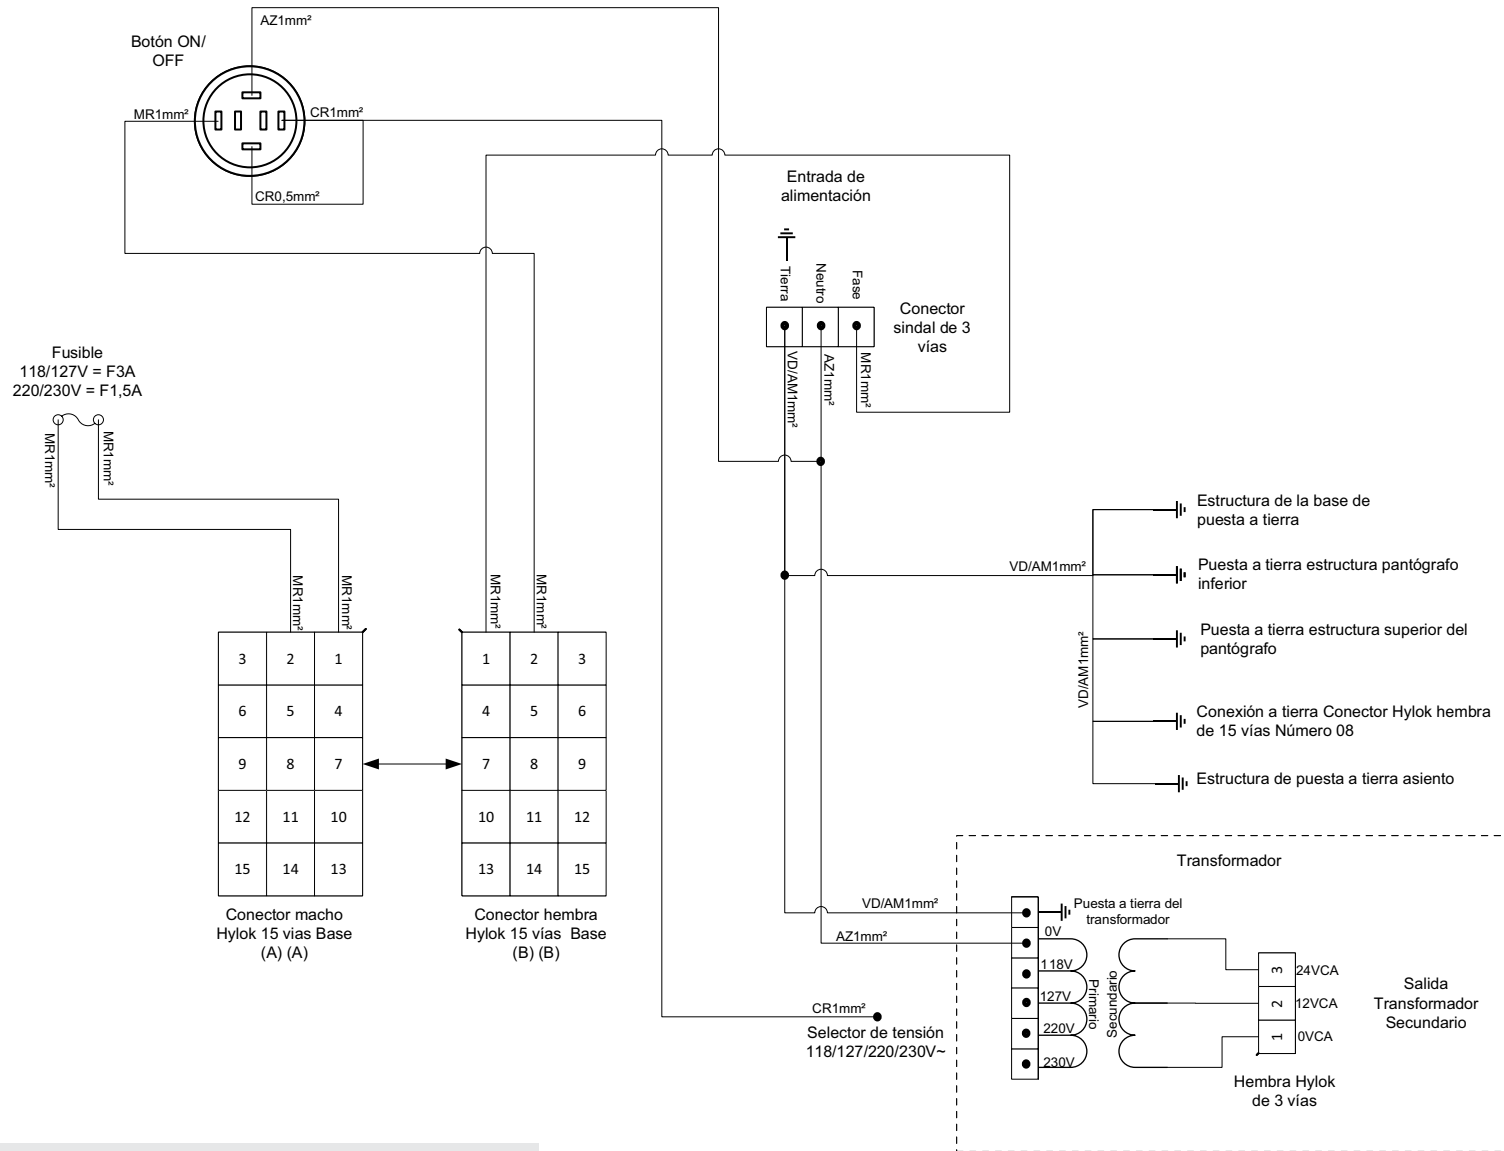 AZ1mm²
Botón ON/
OFF
MR1mm²
CR1mm²
CR0,5mm²
Entrada de
alimentación
Tierra
Neutro
Fase
Conector
sindal de 3
vías
VD/AM1mm²
AZ1mm²
MR1mm²
Fusible
118/127V = F3A
220/230V = F1,5A
MR1mm²
MR1mm²
MR1mm²
MR1mm²
MR1mm²
MR1mm²
3 2 1
6 5 4
9 8 7
12 11 10
15 14 13
Conector macho
Hylok 15 vias Base
(A) (A)
1 2 3
4 5 6
7 8 9
10 11 12
13 14 15
Conector hembra
Hylok 15 vías Base
(B) (B)
VD/AM1mm²
VD/AM1mm²
Estructura de la base de
puesta a tierra
Puesta a tierra estructura pantógrafo
inferior
Puesta a tierra estructura superior del
pantógrafo
Conexión a tierra Conector Hylok hembra
de 15 vías Número 08
Estructura de puesta a tierra asiento
Transformador
VD/AM1mm²
Puesta a tierra del
transformador
AZ1mm²
0V
118V
127V
220V
230V
Primario
Secundario
3
2
1
24VCA
12VCA
0VCA
Salida
Transformador
Secundario
Hembra Hylok
de 3 vías
CR1mm²
Selector de tensión
118/127/220/230V~